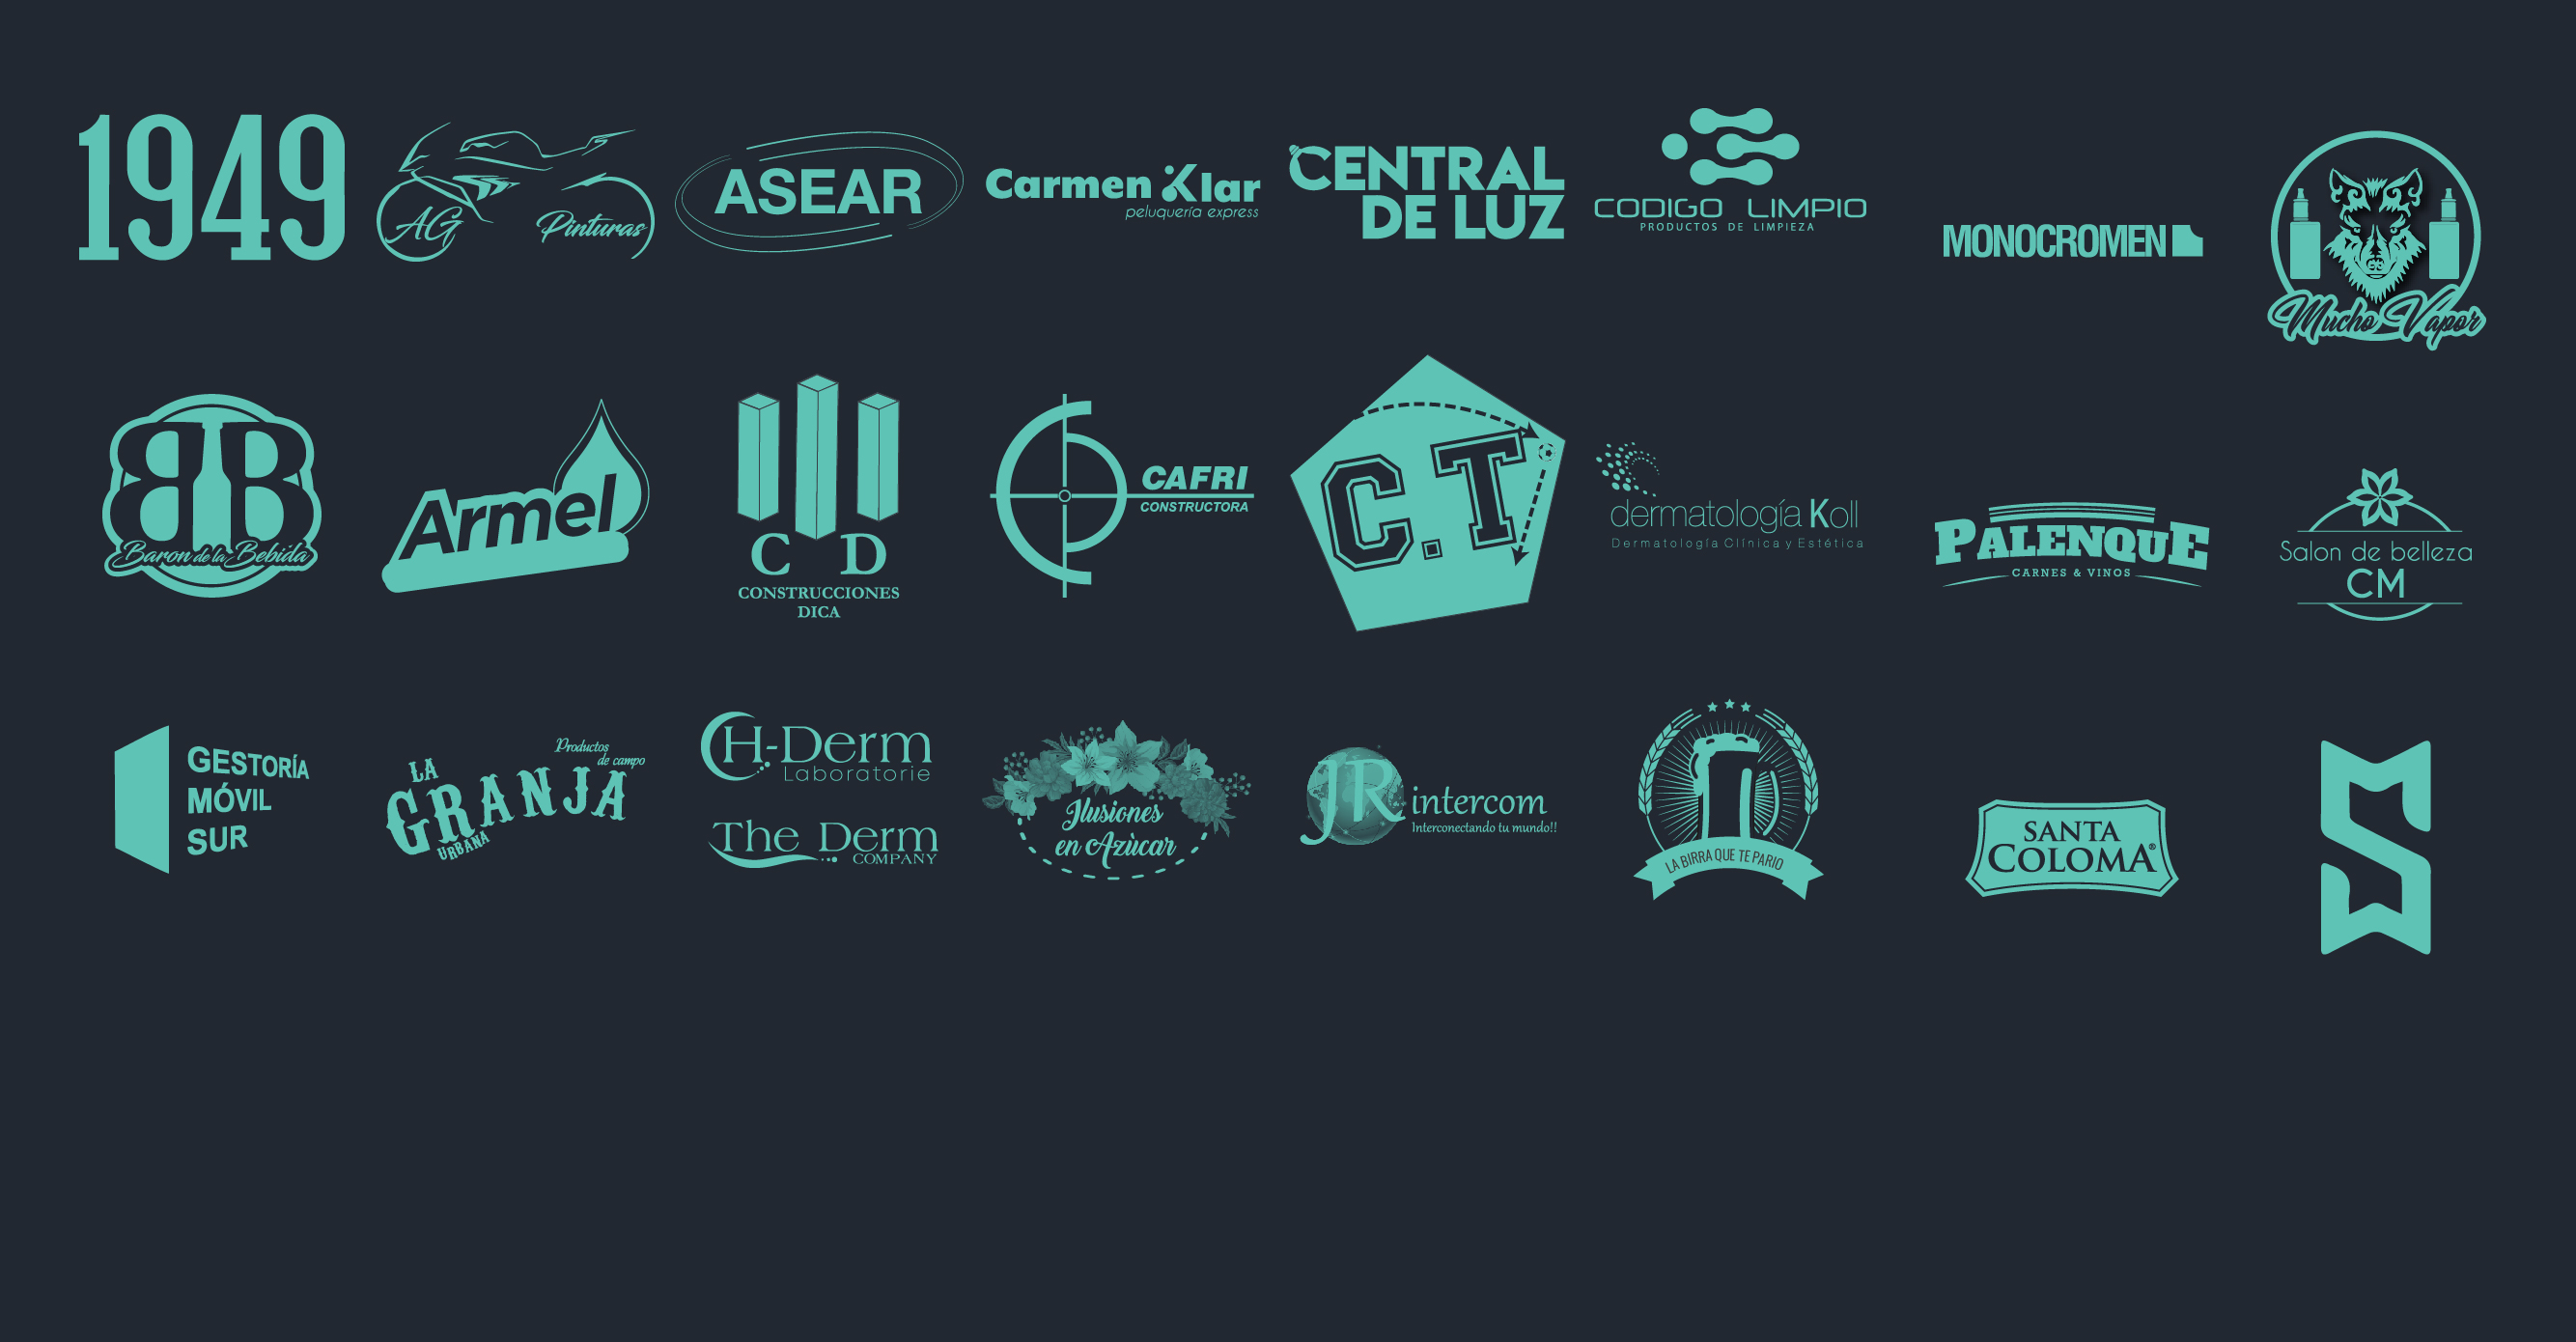 1949
AG Pinturas
ASEAR
Carmen Klar
peluquería express
CENTRAL
DE LUZ
CODIGO LIMPIO
PRODUCTOS DE LIMPIEZA
MONOCROMEN
Mucho Vapor
BB
Baron de la Bebida
Armel
C D
CONSTRUCCIONES
DICA
CAFRI
CONSTRUCTORA
C.T
dermatología Koll
Dermatología Clínica y Estética
PALENQUE
CARNES & VINOS
Salon de belleza
CM
GESTORÍA
MÓVIL
SUR
Productos
de campo
LA
GRANJA
URBANA
H-Derm
Laboratorie
The Derm
COMPANY
Ilusiones
en Azùcar
JR intercom
Interconectando tu mundo!!
LA BIRRA QUE TE PARIO
SANTA
COLOMA®
S